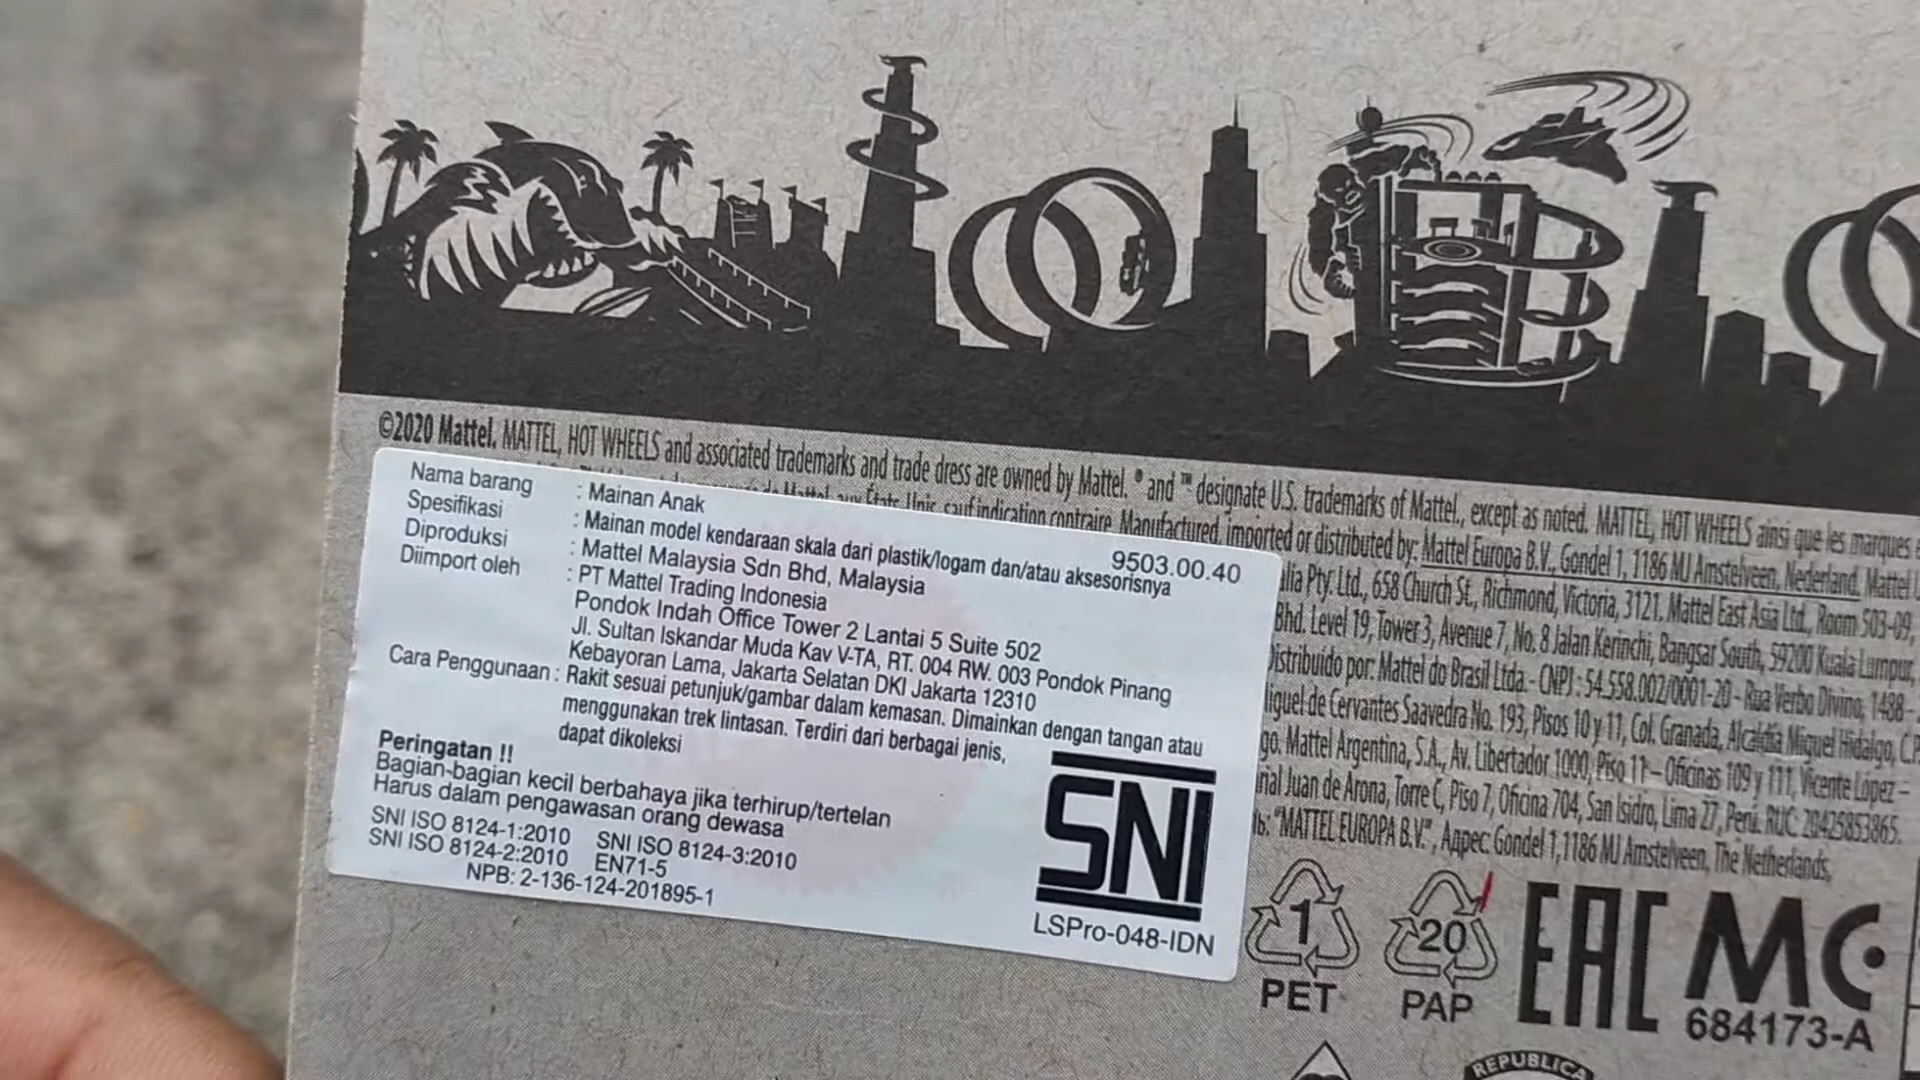 ©2020 Mattel. MATTEL, HOT WHEELS and associated trademarks and trade dress are owned by Mattel. ® and ™ designate U.S. trademarks of Mattel., except as noted. MATTEL, HOT WHEELS ainsi que les marques
États-Unis, sauf indication contraire. Manufactured, imported or distributed by: Mattel Europa B.V., Gondel 1, 1186 MJ Amstelveen, Nederland. Mattel
Pty. Ltd., 658 Church St., Richmond, Victoria, 3121. Mattel East Asia Ltd., Room 503-09,
Bhd. Level 19, Tower 3, Avenue 7, No. 8 Jalan Kerinchi, Bangsar South, 59200 Kuala Lumpur,
Distribuido por: Mattel do Brasil Ltda.- CNPJ : 54.558.002/0001-20 - Rua Verbo Divino, 1488 -
iguel de Cervantes Saavedra No. 193, Pisos 10 y 11, Col. Granada, Alcaldía Miguel Hidalgo, C.P.
go. Mattel Argentina, S.A., Av. Libertador 1000, Piso 11 – Oficinas 109 y 111, Vicente López –
rial Juan de Arona, Torre C, Piso 7, Oficina 704, San Isidro, Lima 27, Perú. RUC: 20425853865.
"MATTEL EUROPA B.V.", Адрес: Gondel 1, 1186 MJ Amstelveen, The Netherlands,
Nama barang : Mainan Anak
9503.00.40
Spesifikasi : Mainan model kendaraan skala dari plastik/logam dan/atau aksesorisnya
Diproduksi : Mattel Malaysia Sdn Bhd, Malaysia
Diimport oleh : PT Mattel Trading Indonesia
Pondok Indah Office Tower 2 Lantai 5 Suite 502
Jl. Sultan Iskandar Muda Kav V-TA, RT. 004 RW. 003 Pondok Pinang
Kebayoran Lama, Jakarta Selatan DKI Jakarta 12310
Cara Penggunaan : Rakit sesuai petunjuk/gambar dalam kemasan. Dimainkan dengan tangan atau
menggunakan trek lintasan. Terdiri dari berbagai jenis,
dapat dikoleksi
Peringatan !!
Bagian-bagian kecil berbahaya jika terhirup/tertelan
Harus dalam pengawasan orang dewasa
SNI ISO 8124-1:2010 SNI ISO 8124-3:2010
SNI ISO 8124-2:2010 EN71-5
NPB: 2-136-124-201895-1
SNI
LSPro-048-IDN
1
PET
20
PAP
EAC
MC
684173-A
REPUBLICA